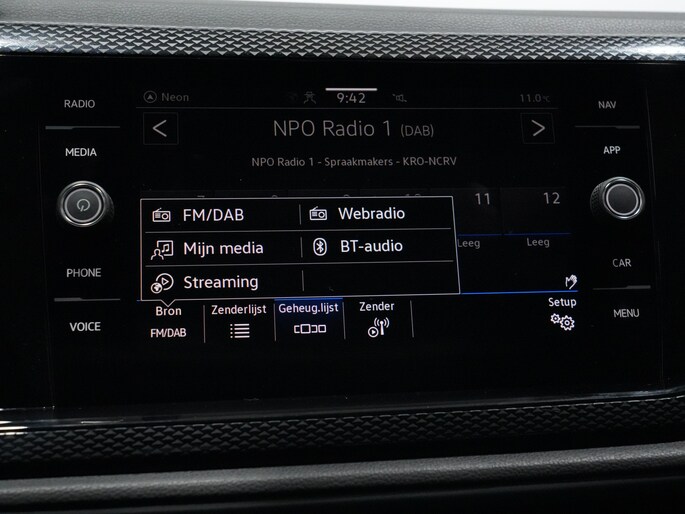 RADIO
MEDIA
PHONE
VOICE
Neon
9:42
11.0°C
NPO Radio 1 (DAB)
NPO Radio 1 - Spraakmakers - KRO-NCRV
11
12
Leeg
Leeg
FM/DAB
Webradio
Mijn media
BT-audio
Streaming
Bron
FM/DAB
Zenderlijst
Geheug.lijst
Zender
Setup
NAV
APP
CAR
MENU